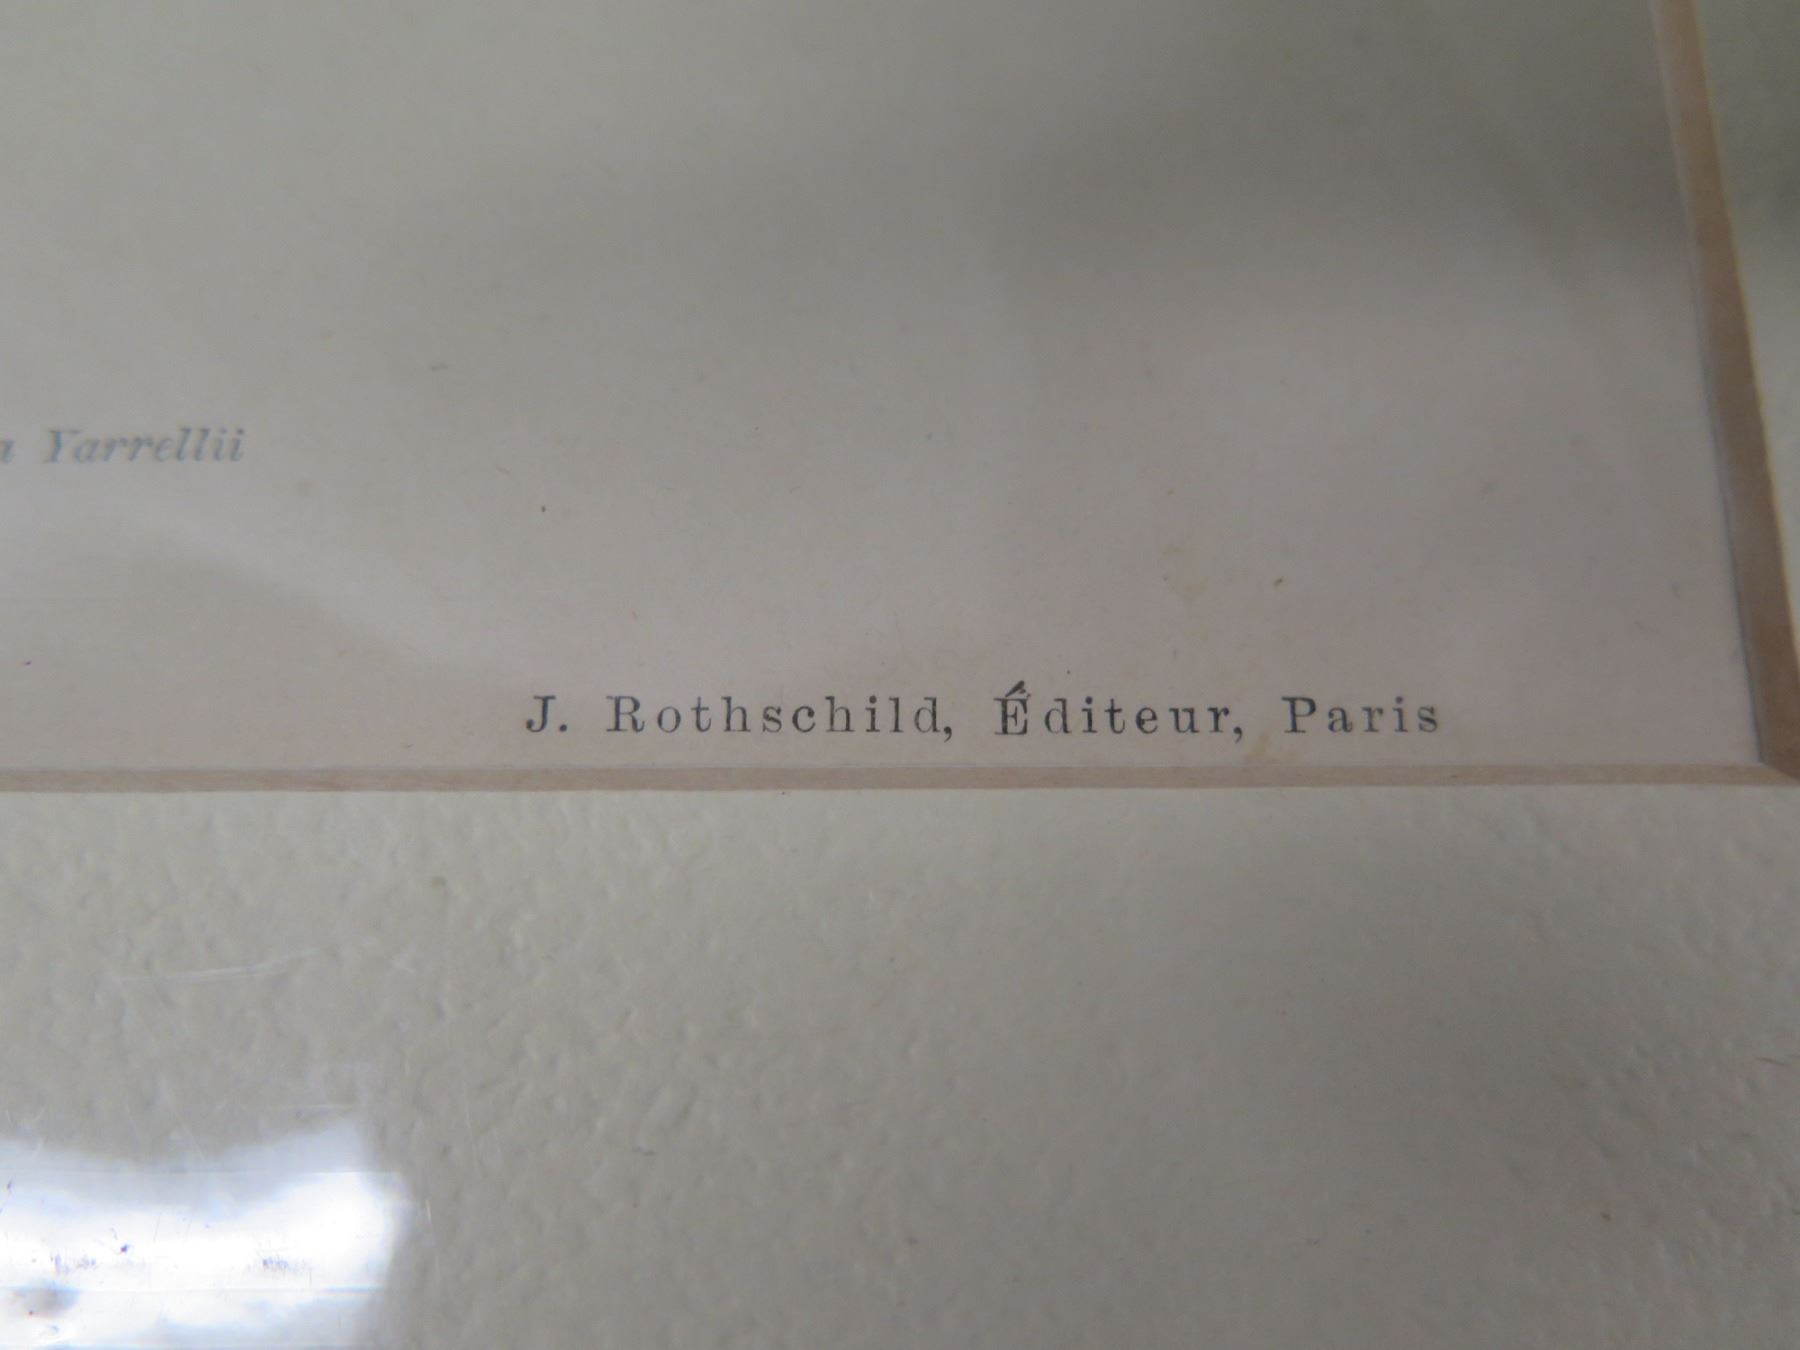 a Yarrellii
J. Rothschild, Éditeur, Paris